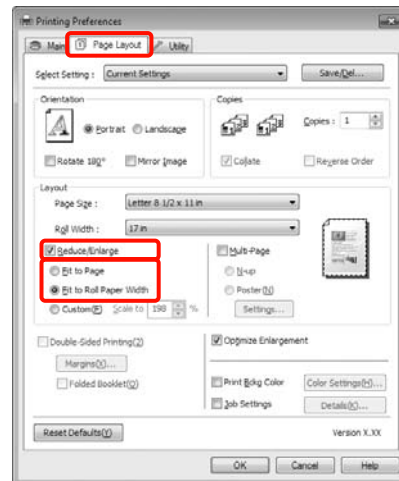 Printing Preferences
Main Page Layout Utility
Select Setting : Current Settings Save/Del...
Orientation
Copies
Portrait Landscape
Copies : 1
Rotate 180° Mirror Image
Collate Reverse Order
Layout
Page Size : Letter 8 1/2 x 11 in
Roll Width : 17 in
Reduce/Enlarge
Multi-Page
Fit to Page
N-up
Fit to Roll Paper Width
Poster(N)
Custom(F) Scale to 198 %
Settings...
Double-Sided Printing(2)
Optimize Enlargement
Margins(X)...
Folded Booklet(Q)
Print Bckg Color Color Settings(H)...
Job Settings Details(K)...
Reset Defaults(Y)
Version X.XX
OK Cancel Help